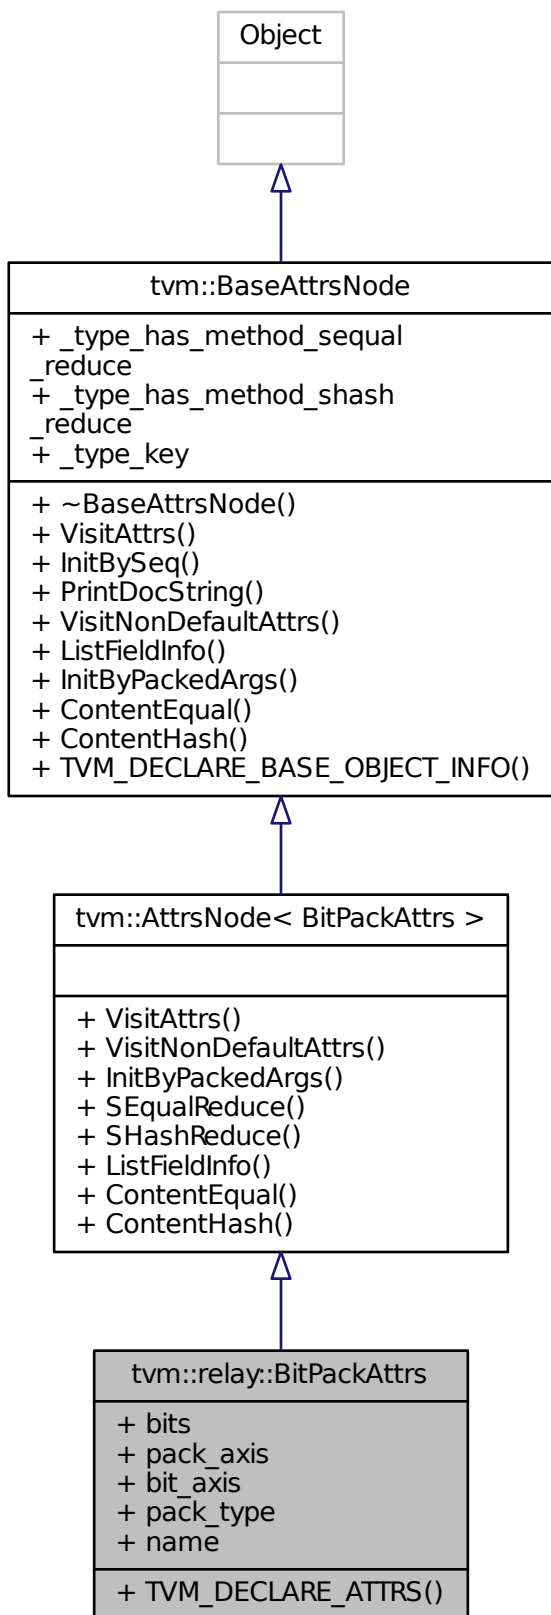 Object
tvm::BaseAttrsNode
+ _type_has_method_sequal
_reduce
+ _type_has_method_shash
_reduce
+ _type_key
+ ~BaseAttrsNode()
+ VisitAttrs()
+ InitBySeq()
+ PrintDocString()
+ VisitNonDefaultAttrs()
+ ListFieldInfo()
+ InitByPackedArgs()
+ ContentEqual()
+ ContentHash()
+ TVM_DECLARE_BASE_OBJECT_INFO()
tvm::AttrsNode< BitPackAttrs >
+ VisitAttrs()
+ VisitNonDefaultAttrs()
+ InitByPackedArgs()
+ SEqualReduce()
+ SHashReduce()
+ ListFieldInfo()
+ ContentEqual()
+ ContentHash()
tvm::relay::BitPackAttrs
+ bits
+ pack_axis
+ bit_axis
+ pack_type
+ name
+ TVM_DECLARE_ATTRS()